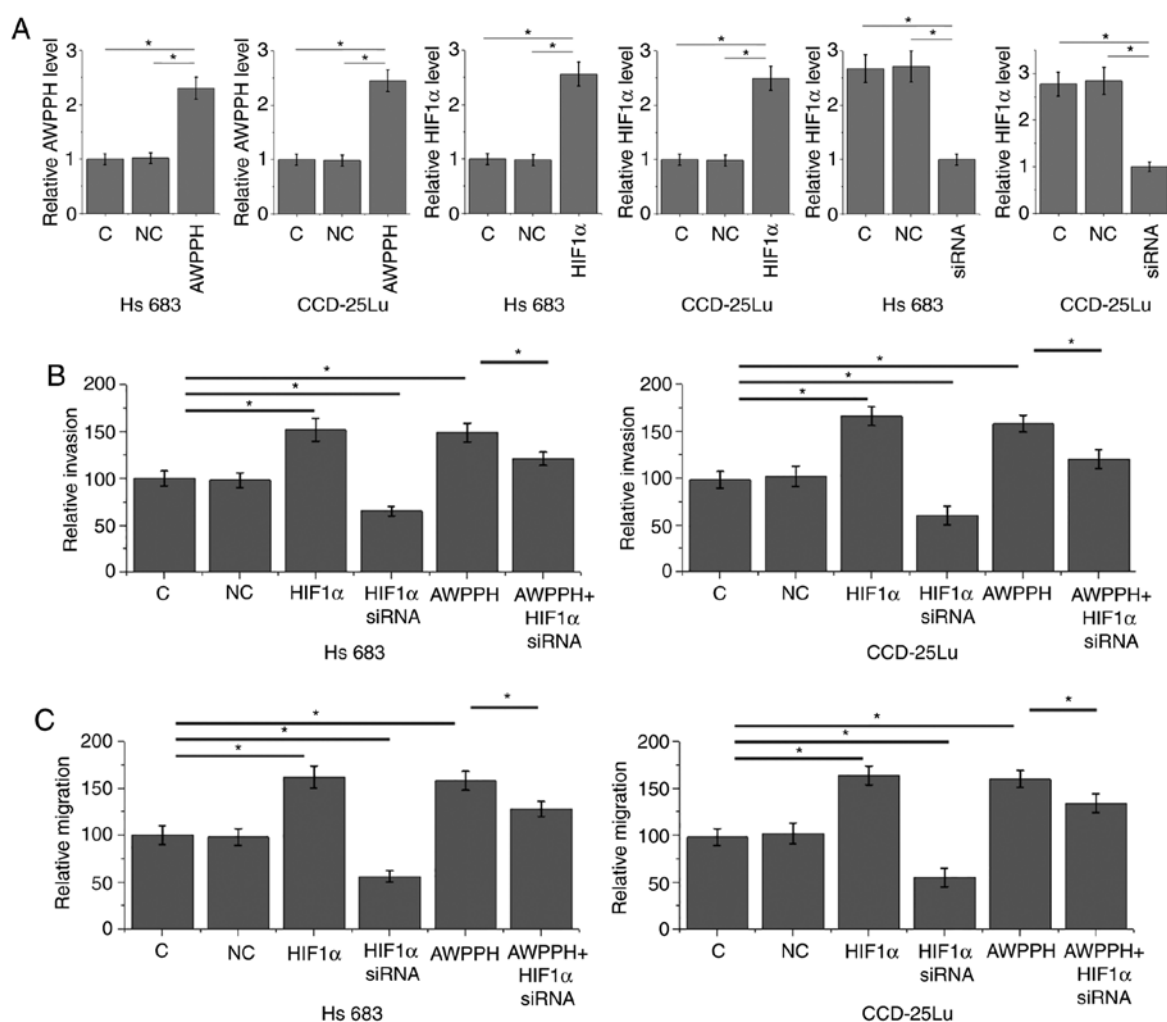 A
* * * * * *
* * * * * *
Relative AWPPH level
3
2
1
0
C NC AWPPH
Hs 683
Relative AWPPH level
3
2
1
0
C NC AWPPH
CCD-25Lu
Relative HIF1α level
3
2
1
0
C NC HIF1α
Hs 683
Relative HIF1α level
3
2
1
0
C NC HIF1α
CCD-25Lu
Relative HIF1α level
3
2
1
0
C NC siRNA
Hs 683
Relative HIF1α level
3
2
1
0
C NC siRNA
CCD-25Lu
B
* * * *
Relative invasion
200
150
100
50
0
C NC HIF1α HIF1α AWPPH AWPPH+
siRNA HIF1α
siRNA
Hs 683
* * * *
Relative invasion
200
150
100
50
0
C NC HIF1α HIF1α AWPPH AWPPH+
siRNA HIF1α
siRNA
CCD-25Lu
C
* * * *
Relative migration
200
150
100
50
0
C NC HIF1α HIF1α AWPPH AWPPH+
siRNA HIF1α
siRNA
Hs 683
* * * *
Relative migration
200
150
100
50
0
C NC HIF1α HIF1α AWPPH AWPPH+
siRNA HIF1α
siRNA
CCD-25Lu